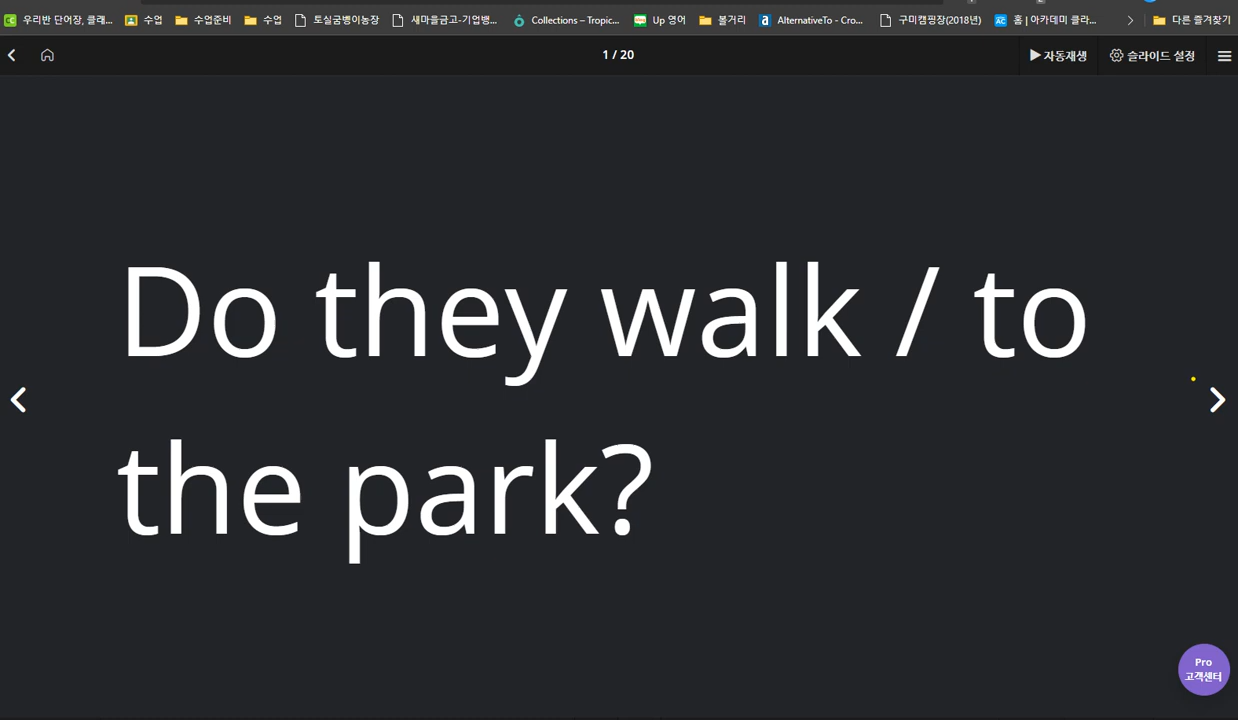 우리반 단어장, 클래... 수업 수업준비 수업 토실굼벵이농장 새마을금고-기업뱅... Collections – Tropic... Up 영어 볼거리 AlternativeTo - Cro... 구미캠핑장(2018년) AC 홈 | 아카데미 클라... 다른 즐겨찾기
1 / 20 자동재생 슬라이드 설정
Do they walk / to
the park?
Pro
고객센터